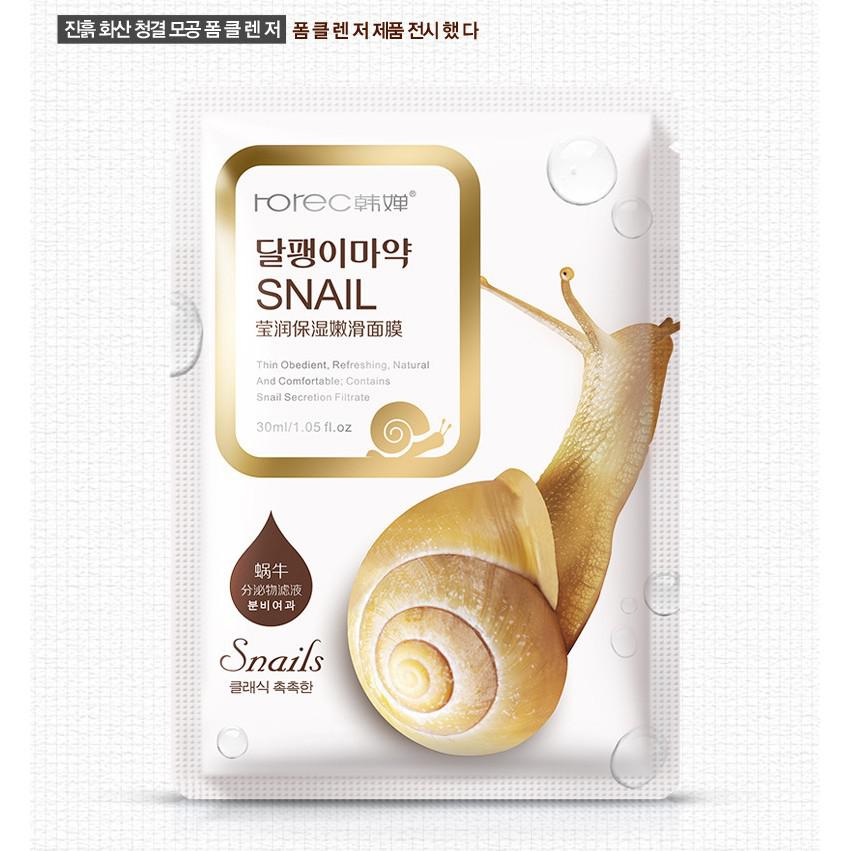 진흙 화산 청결 모공 폼 클 렌 저 폼 클 렌 저 제품 전시 했 다
Horec韩婵®
달팽이마약
SNAIL
莹润保湿嫩滑面膜
Thin Obedient, Refreshing, Natural
And Comfortable; Contains
Snail Secretion Filtrate
30ml/1.05 fl.oz
蜗牛
分泌物滤液
분비여과
Snails
클래식 촉촉한